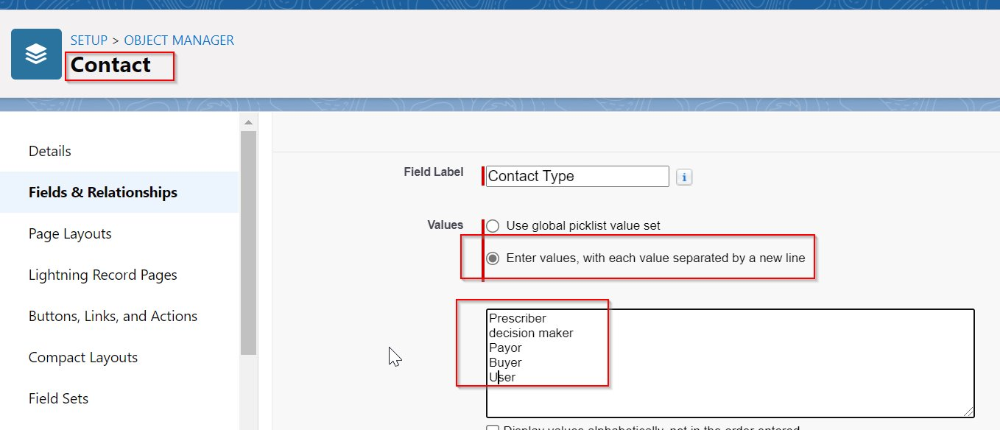 SETUP > OBJECT MANAGER
Contact
Details
Fields & Relationships
Page Layouts
Lightning Record Pages
Buttons, Links, and Actions
Compact Layouts
Field Sets
Field Label
Contact Type
i
Values
Use global picklist value set
Enter values, with each value separated by a new line
Prescriber
decision maker
Payor
Buyer
User
Display values alphabetically, not in the order entered